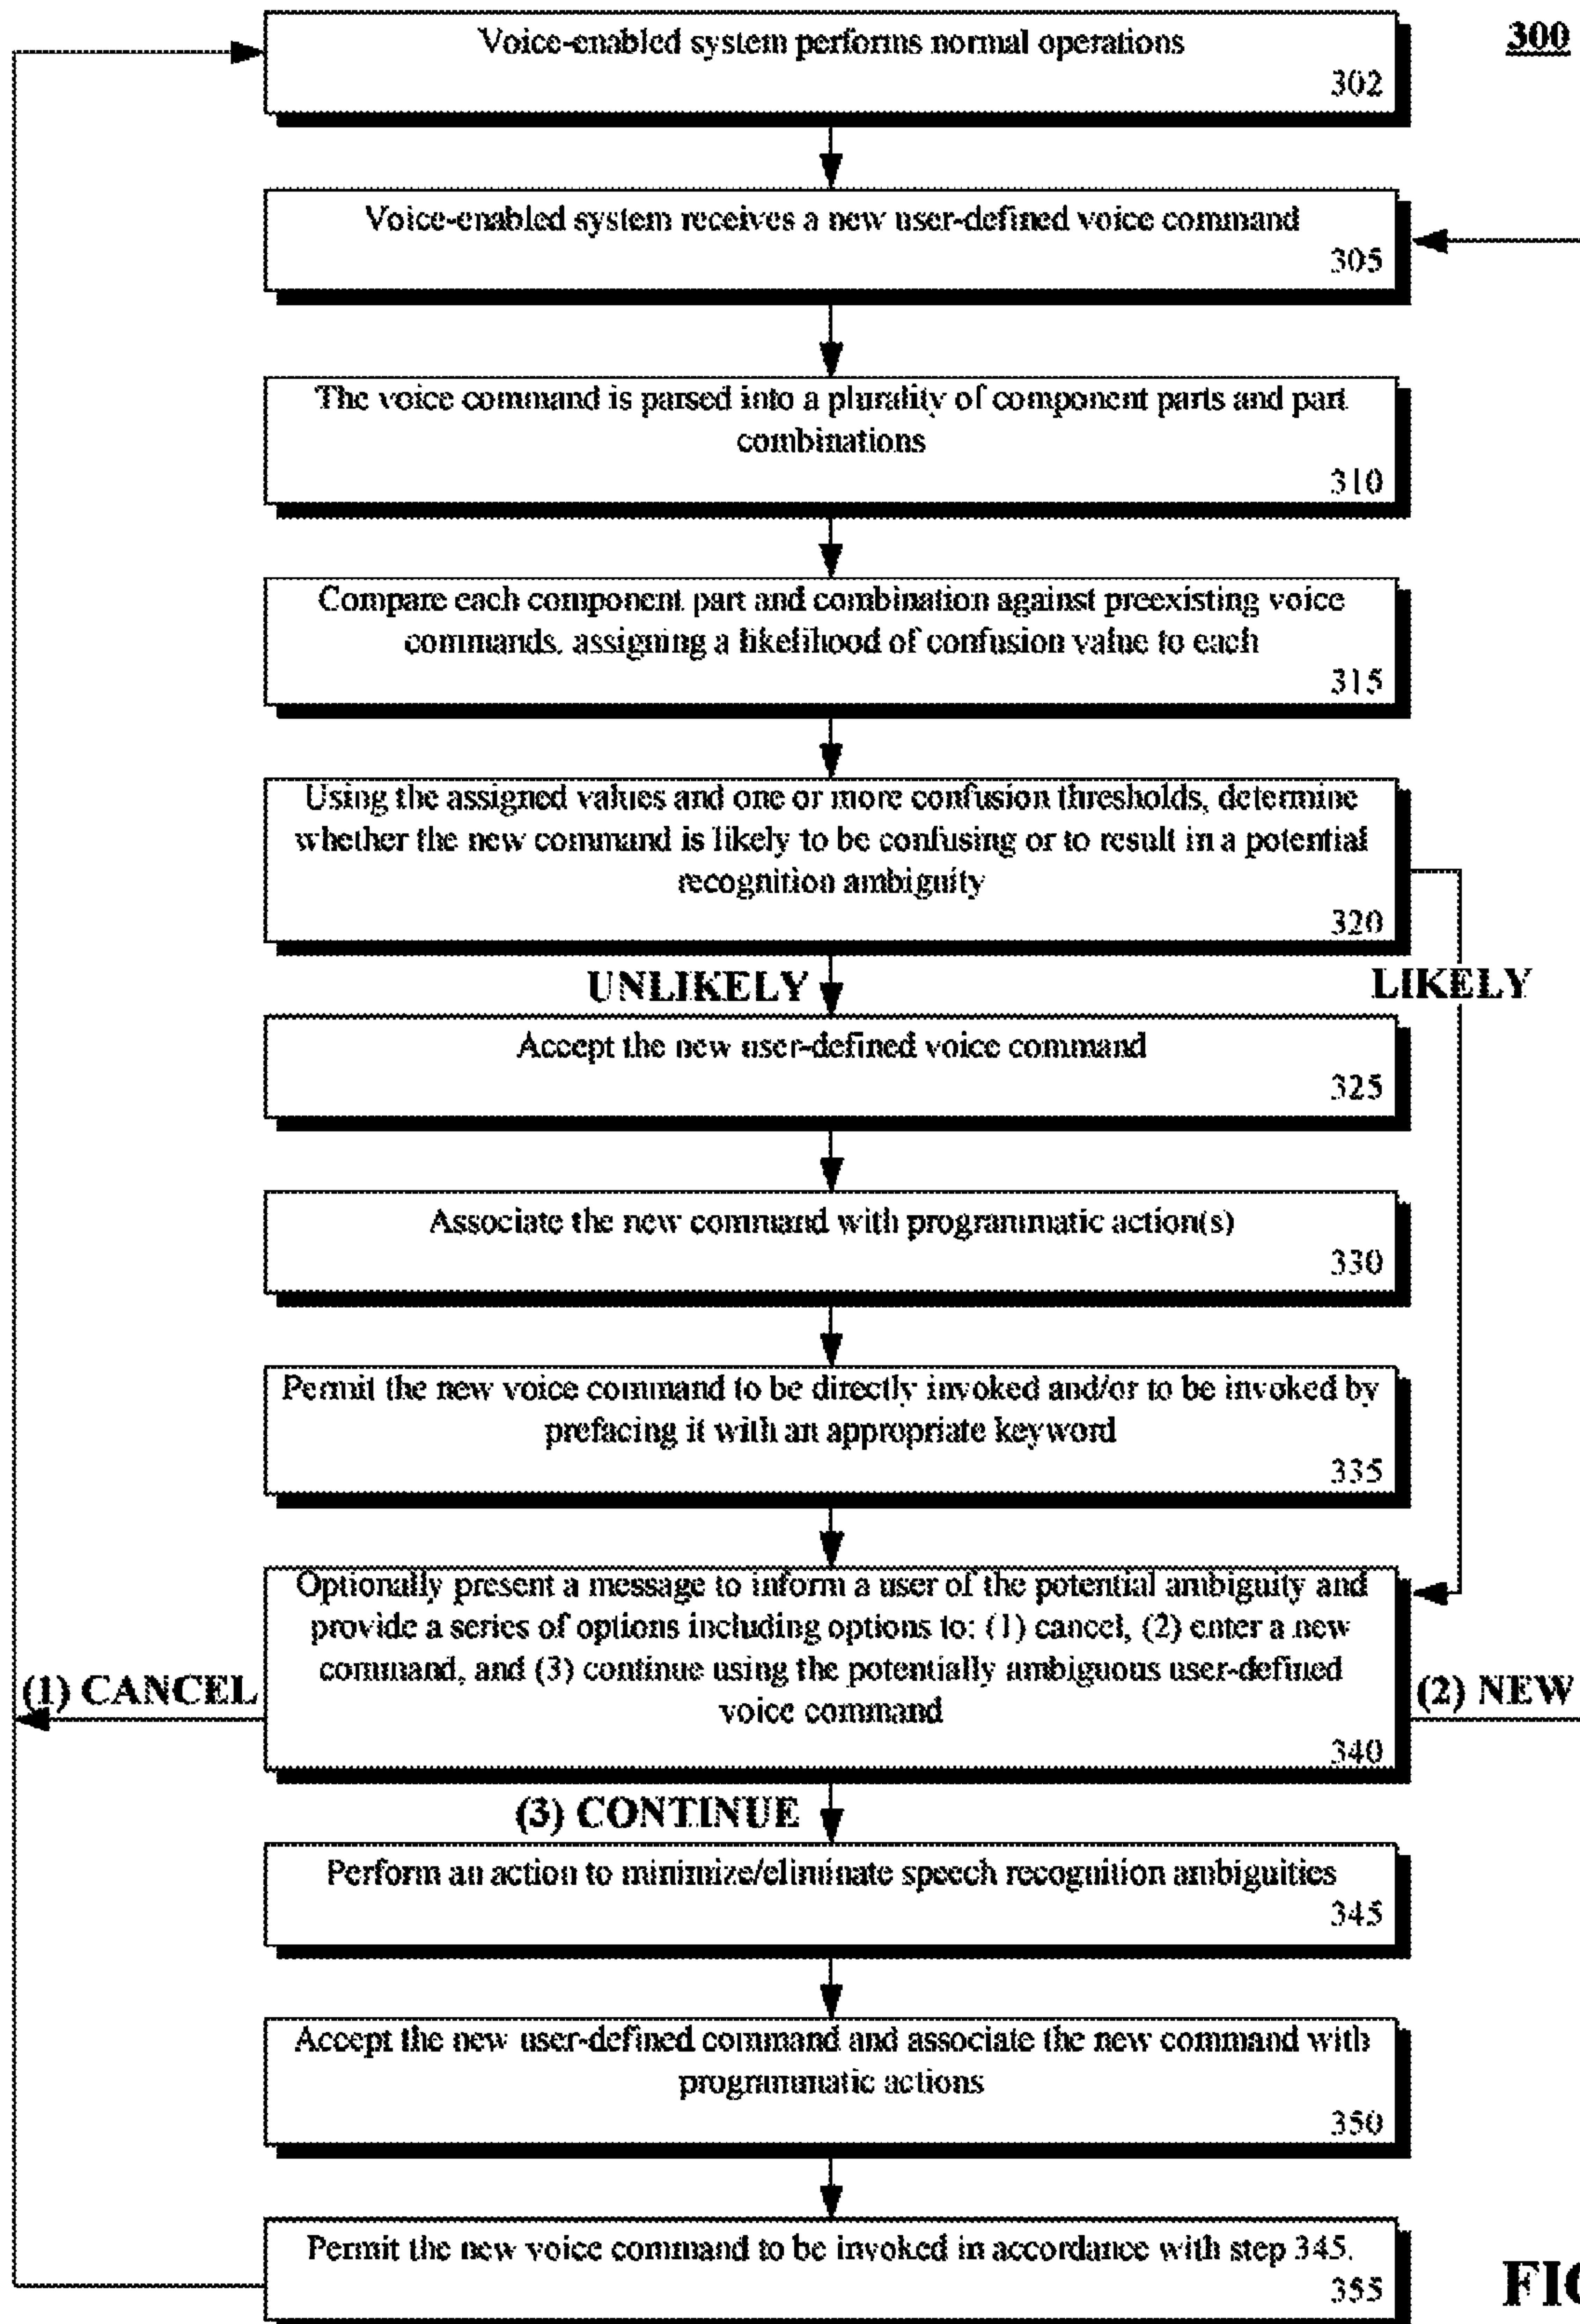 300
Voice-enabled system performs normal operations
302
Voice-enabled system receives a new user-defined voice command
305
The voice command is parsed into a plurality of component parts and part
combinations
310
Compare each component part and combination against preexisting voice
commands, assigning a likelihood of confusion value to each
315
Using the assigned values and one or more confusion thresholds, determine
whether the new command is likely to be confusing or to result in a potential
recognition ambiguity
320
UNLIKELY
LIKELY
Accept the new user-defined voice command
325
Associate the new command with programmatic action(s)
330
Permit the new voice command to be directly invoked and/or to be invoked by
prefacing it with an appropriate keyword
335
Optionally present a message to inform a user of the potential ambiguity and
provide a series of options including options to: (1) cancel, (2) enter a new
command, and (3) continue using the potentially ambiguous user-defined
voice command
340
(1) CANCEL
(2) NEW
(3) CONTINUE
Perform an action to minimize/eliminate speech recognition ambiguities
345
Accept the new user-defined command and associate the new command with
programmatic actions
350
Permit the new voice command to be invoked in accordance with step 345.
355